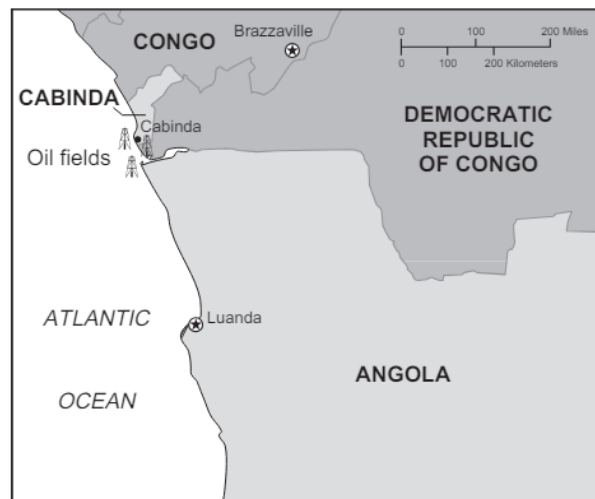 CONGO
Brazzaville
0 100 200 Miles
0 100 200 Kilometers
CABINDA
Cabinda
Oil fields
DEMOCRATIC
REPUBLIC
OF CONGO
ATLANTIC
OCEAN
Luanda
ANGOLA